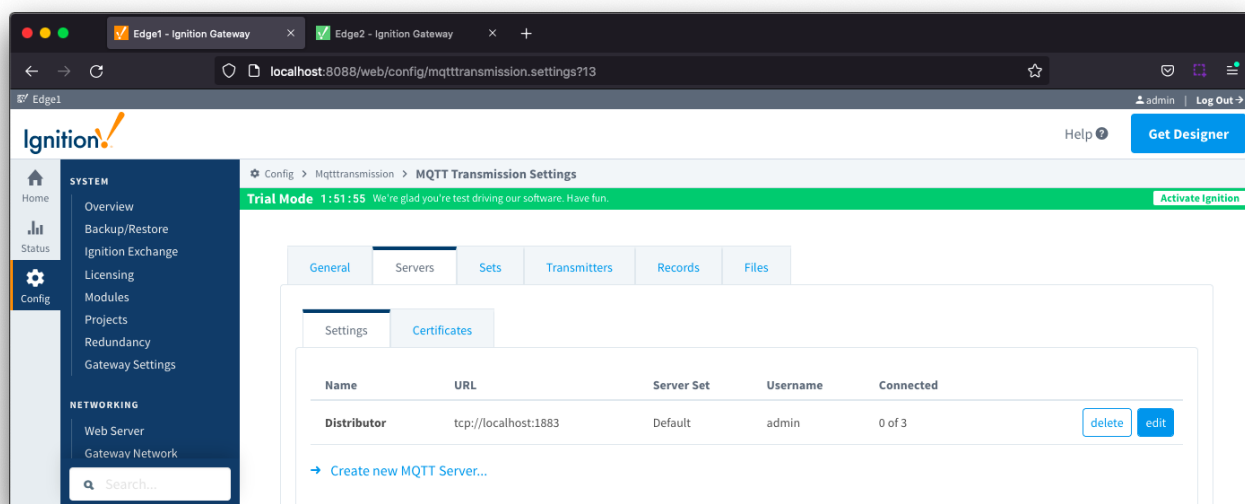 Edge1 - Ignition Gateway
Edge2 - Ignition Gateway
localhost:8088/web/config/mqtttransmission.settings?13
Edge1
admin | Log Out
Ignition!
Help
Get Designer
Home
Status
Config
SYSTEM
Overview
Backup/Restore
Ignition Exchange
Licensing
Modules
Projects
Redundancy
Gateway Settings
NETWORKING
Web Server
Gateway Network
Search...
Config > Mqtttransmission > MQTT Transmission Settings
Trial Mode 1:51:55 We're glad you're test driving our software. Have fun. Activate Ignition
General Servers Sets Transmitters Records Files
Settings Certificates
Name URL Server Set Username Connected
Distributor tcp://localhost:1883 Default admin 0 of 3 delete edit
Create new MQTT Server...